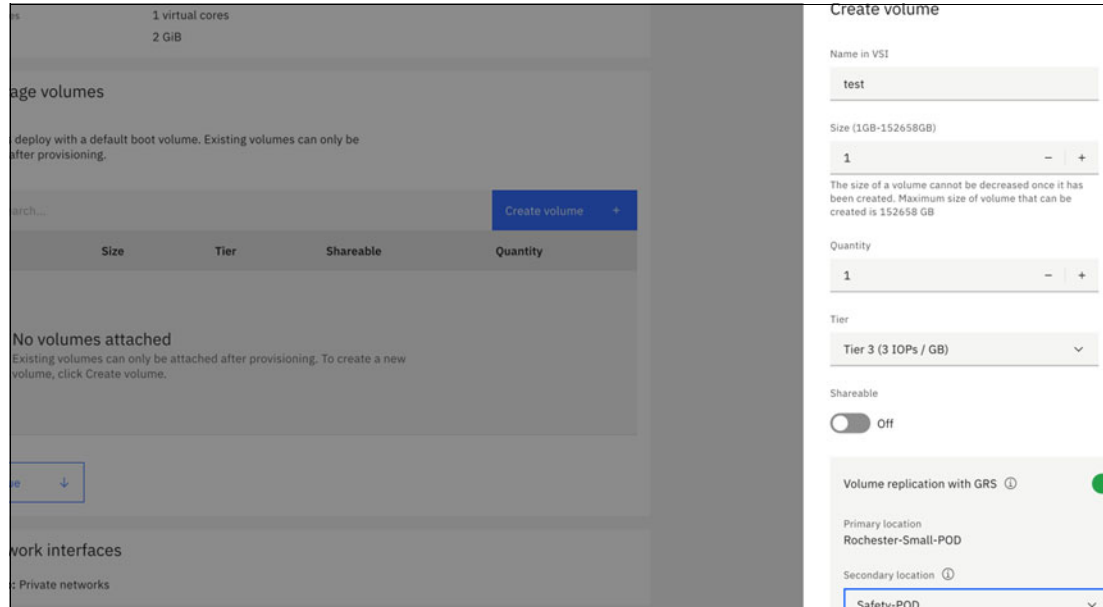 1 virtual cores
2 GiB
age volumes
deploy with a default boot volume. Existing volumes can only be
after provisioning.
arch...
Create volume +
Size Tier Shareable Quantity
No volumes attached
Existing volumes can only be attached after provisioning. To create a new
volume, click Create volume.
ue
work interfaces
: Private networks
Create volume
Name in VSI
test
Size (1GB-152658GB)
1 - +
The size of a volume cannot be decreased once it has
been created. Maximum size of volume that can be
created is 152658 GB
Quantity
1 - +
Tier
Tier 3 (3 IOPs / GB)
Shareable
Off
Volume replication with GRS
Primary location
Rochester-Small-POD
Secondary location
Safety-POD